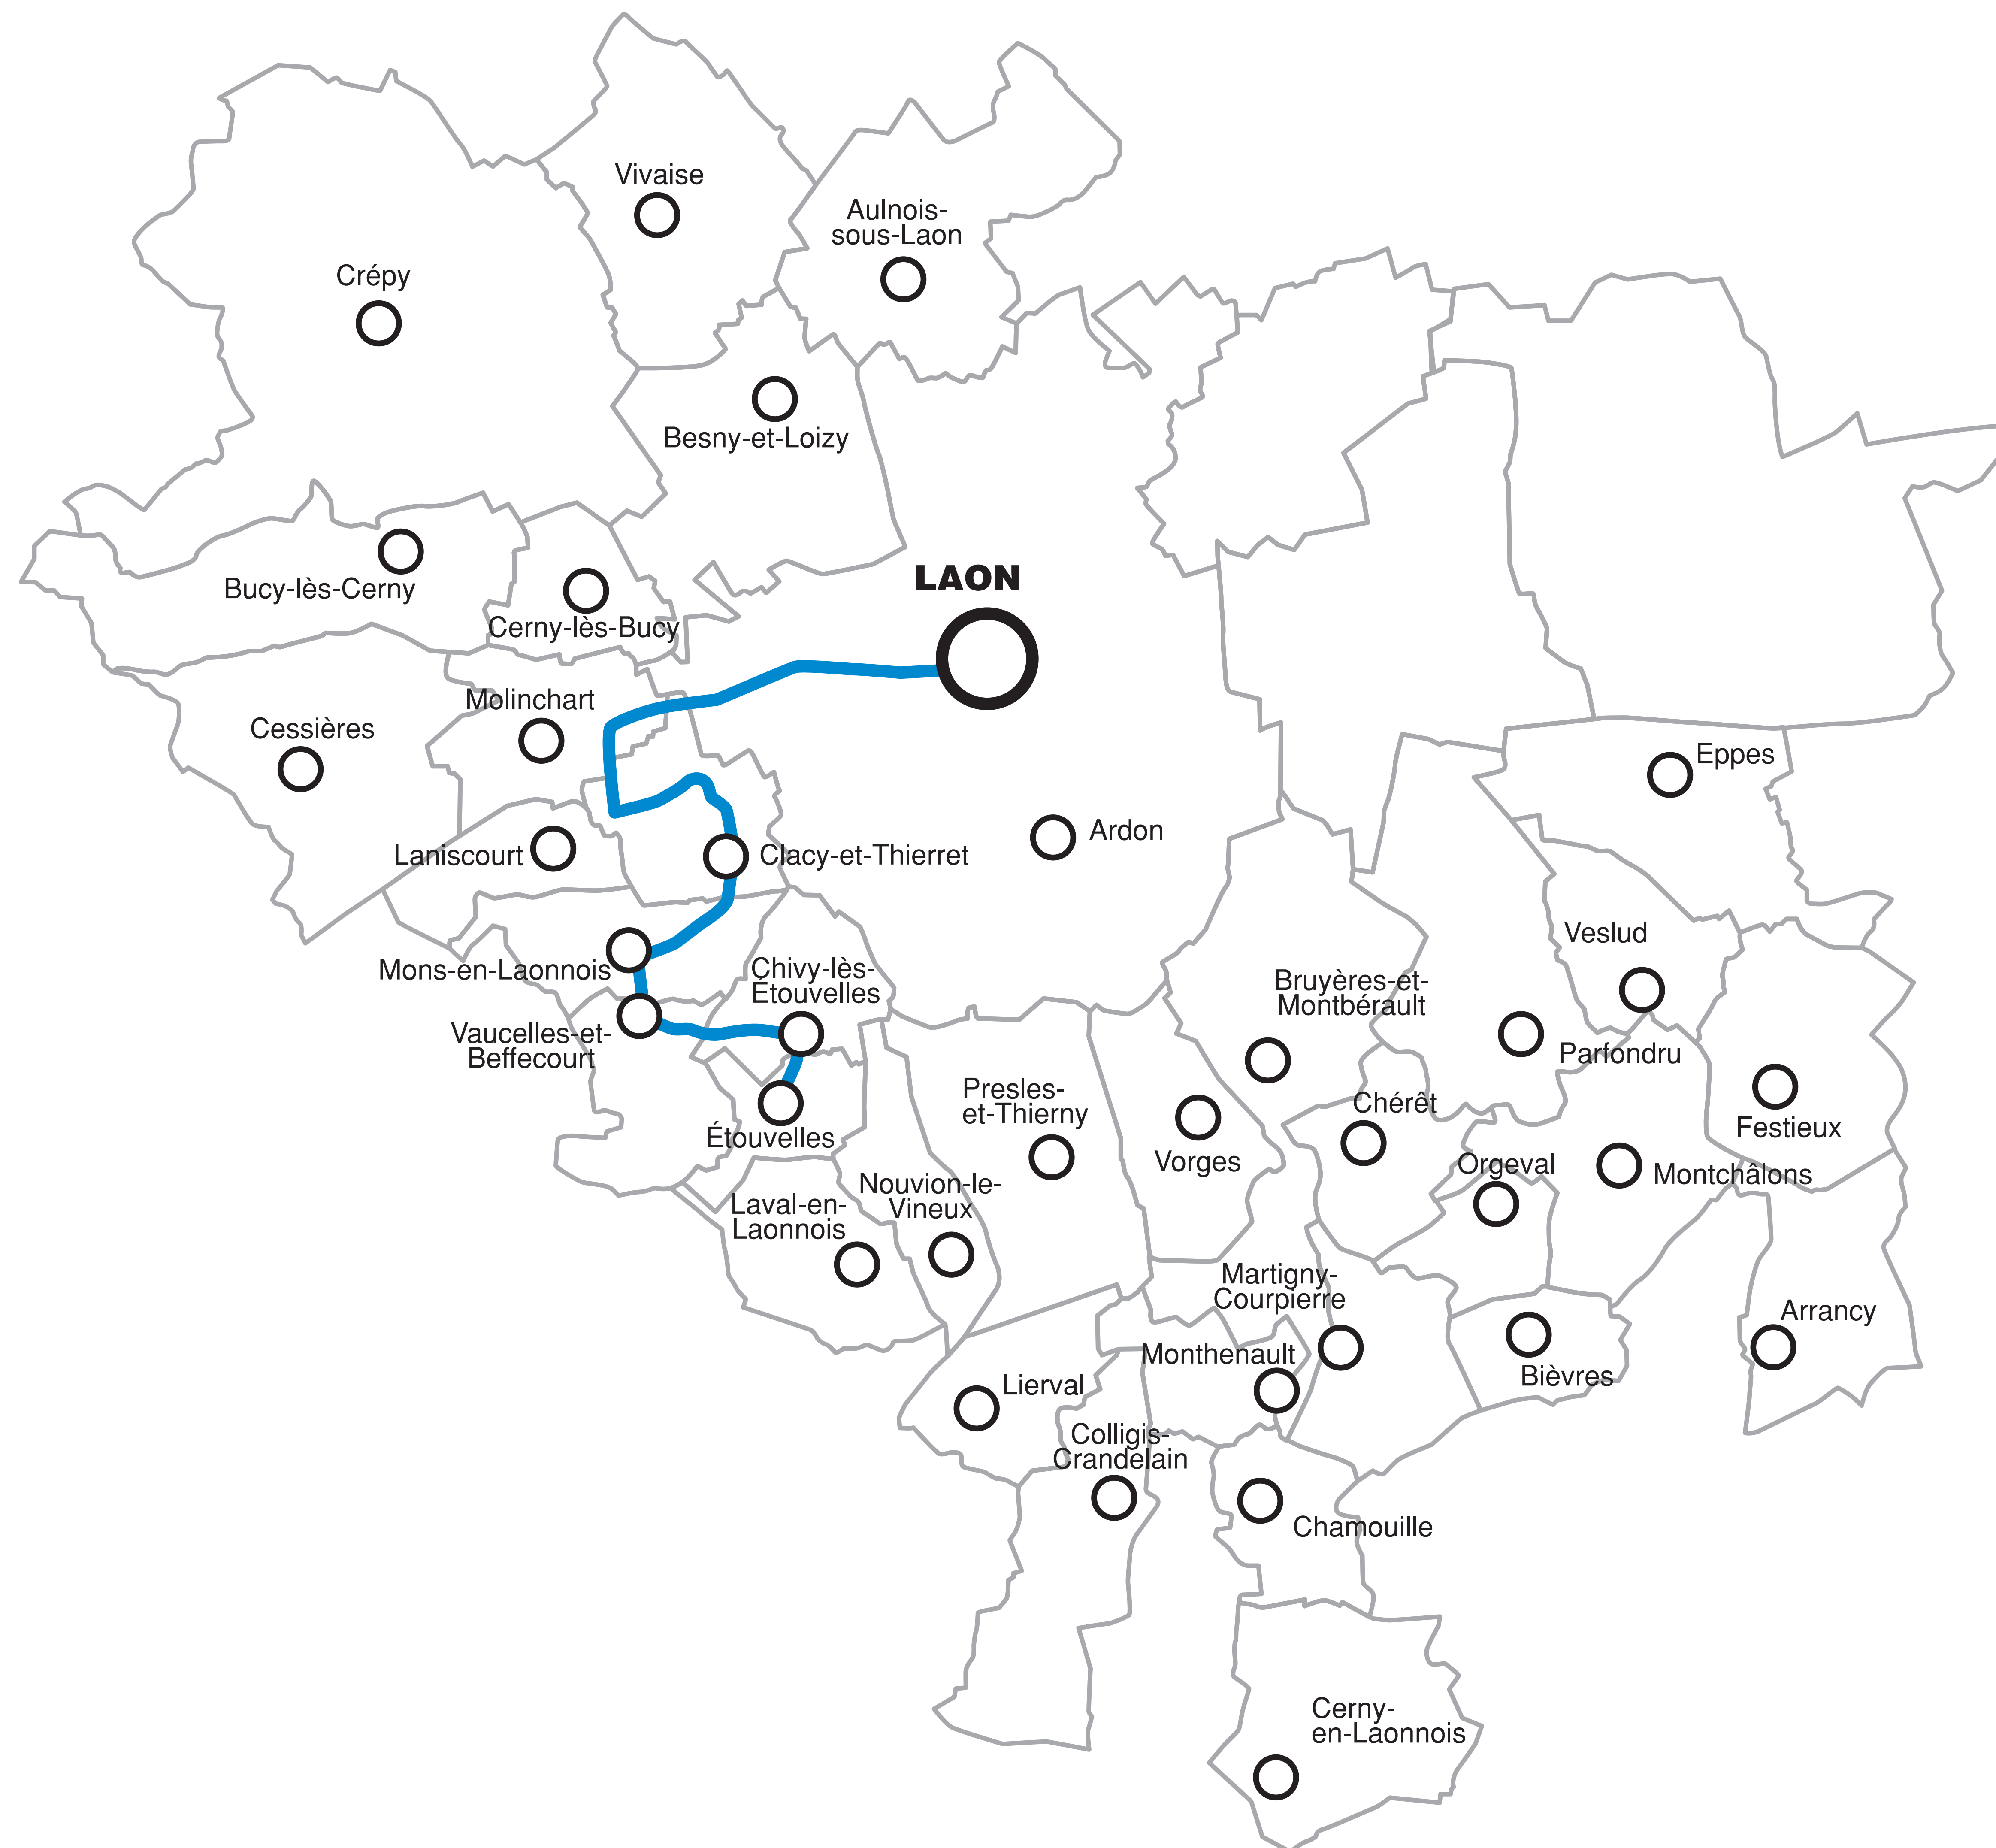 Vivaise
Aulnois-
sous-Laon
Crépy
Besny-et-Loizy
LAON
Bucy-lès-Cerny
Cerny-lès-Bucy
Molinchart
Cessières
Eppes
Ardon
Laniscourt
Clacy-et-Thierret
Veslud
Mons-en-Laonnois
Chivy-lès-
Étouvelles
Bruyères-et-
Montbérault
Vaucelles-et-
Beffecourt
Parfondru
Presles-
et-Thierny
Chérêt
Festieux
Étouvelles
Vorges
Orgeval
Montchâlons
Nouvion-le-
Vineux
Laval-en-
Laonnois
Martigny-
Courpierre
Arrancy
Monthenault
Bièvres
Lierval
Colligis-
Crandelain
Chamouille
Cerny-
en-Laonnois